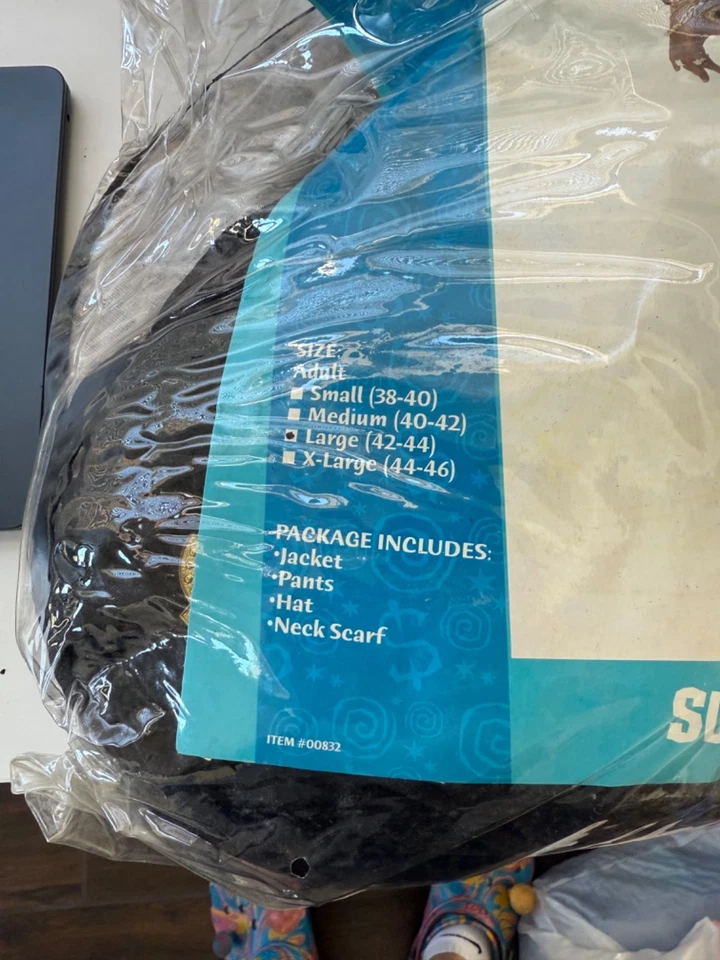 SIZE:
Adult
Small (38-40)
Medium (40-42)
Large (42-44)
X-Large (44-46)
PACKAGE INCLUDES:
•Jacket
•Pants
•Hat
•Neck Scarf
ITEM #00832